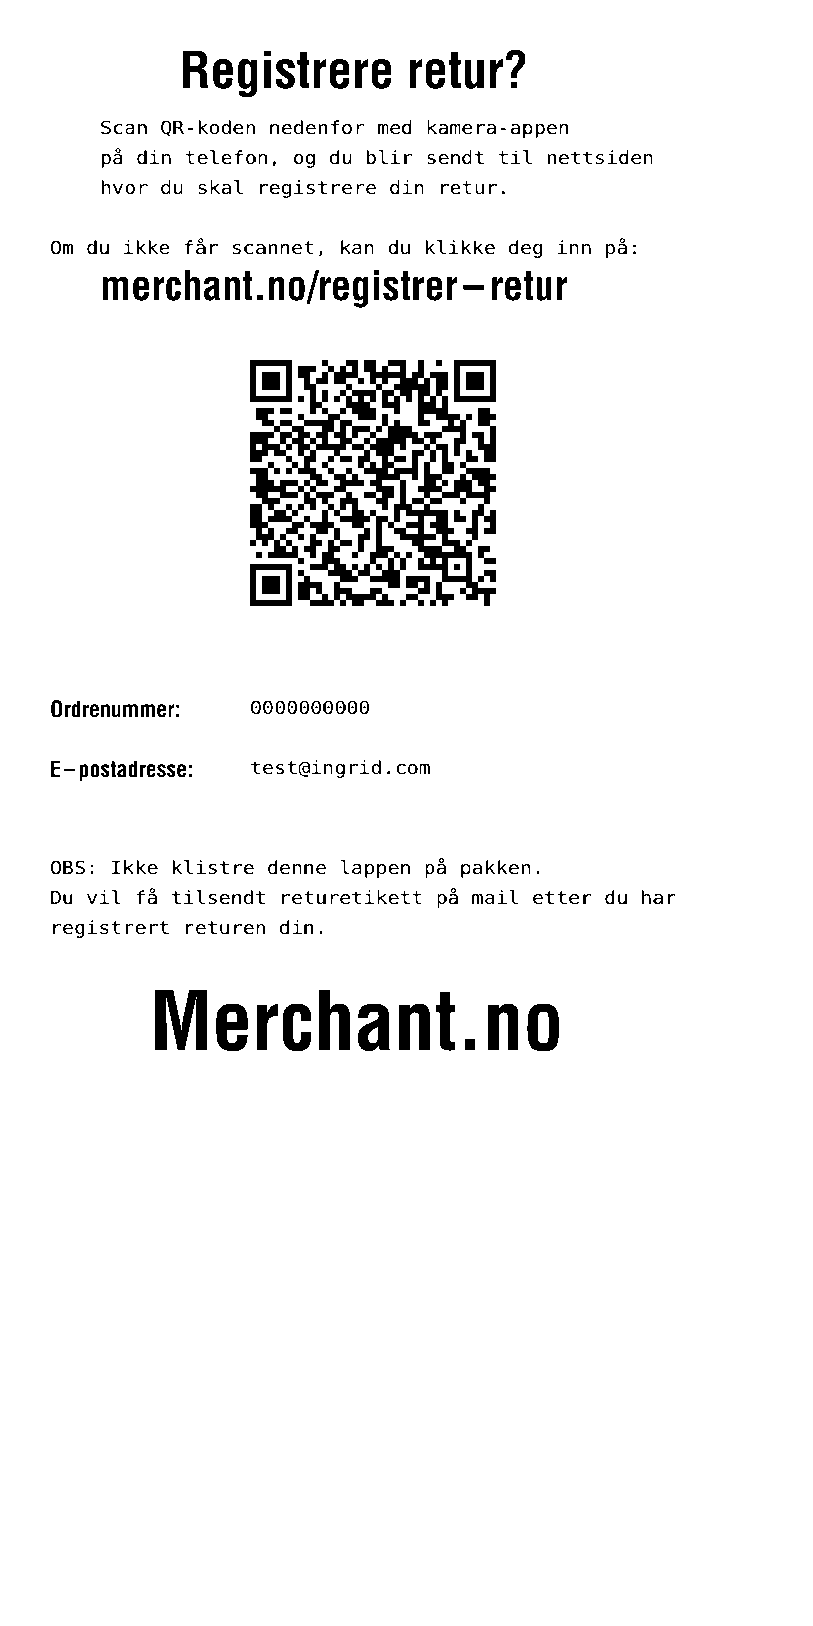 Registrere retur?
Scan QR-koden nedenfor med kamera-appen
på din telefon, og du blir sendt til nettsiden
hvor du skal registrere din retur.
Om du ikke får scannet, kan du klikke deg inn på:
merchant.no/registrer-retur
Ordrenummer: 0000000000
E-postadresse: test@ingrid.com
OBS: Ikke klistre denne lappen på pakken.
Du vil få tilsendt returetikett på mail etter du har
registrert returen din.
Merchant.no